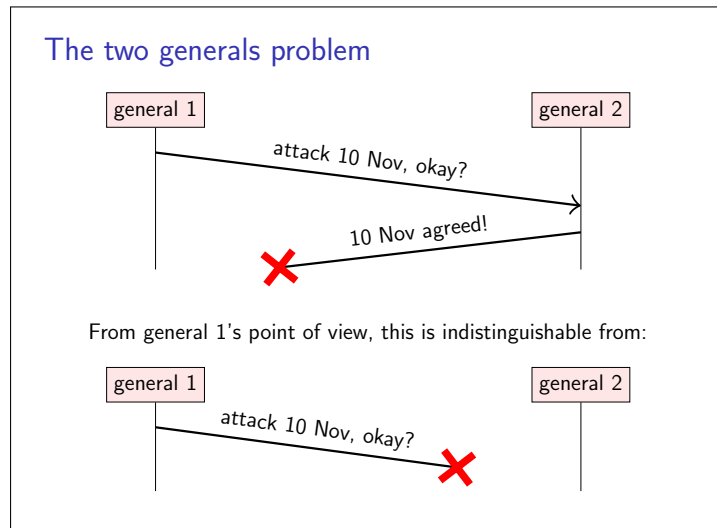 The two generals problem
general 1
general 2
attack 10 Nov, okay?
10 Nov agreed!
From general 1's point of view, this is indistinguishable from:
general 1
general 2
attack 10 Nov, okay?